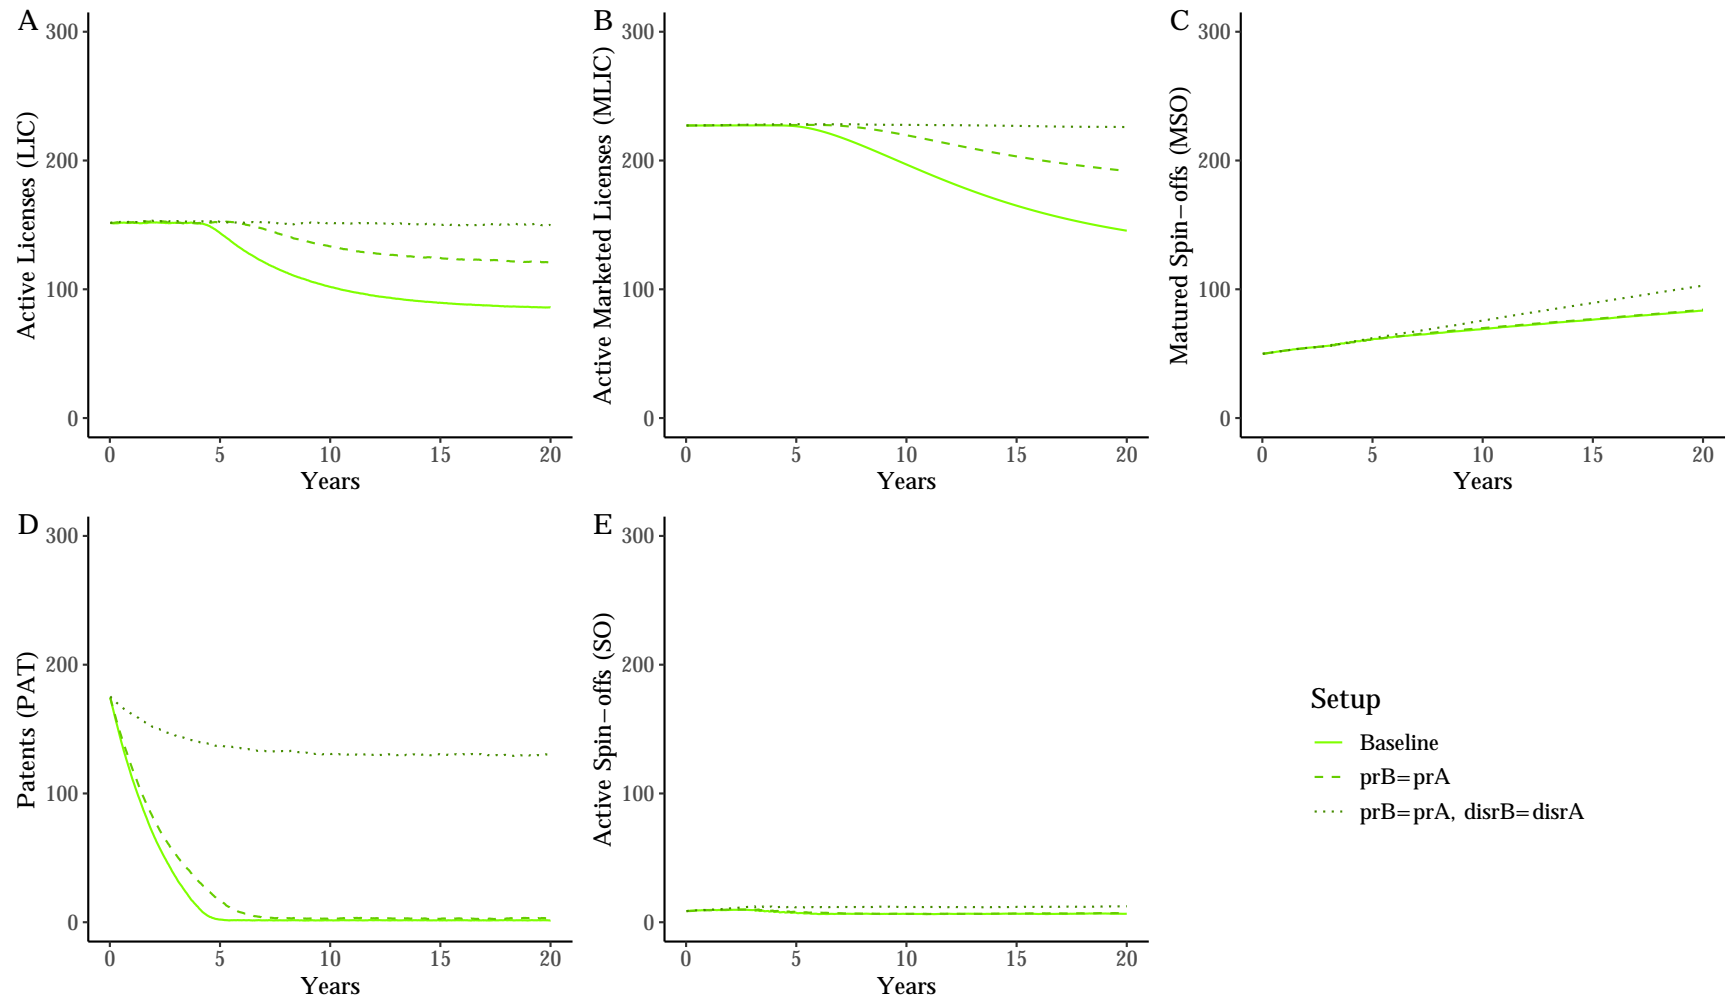 A
300
200
100
0
Active Licenses (LIC)
0 5 10 15 20
Years
B
300
200
100
0
Active Marketed Licenses (MLIC)
0 5 10 15 20
Years
C
300
200
100
0
Matured Spin−offs (MSO)
0 5 10 15 20
Years
D
300
200
100
0
Patents (PAT)
0 5 10 15 20
Years
E
300
200
100
0
Active Spin−offs (SO)
0 5 10 15 20
Years
Setup
Baseline
prB=prA
prB=prA, disrB=disrA